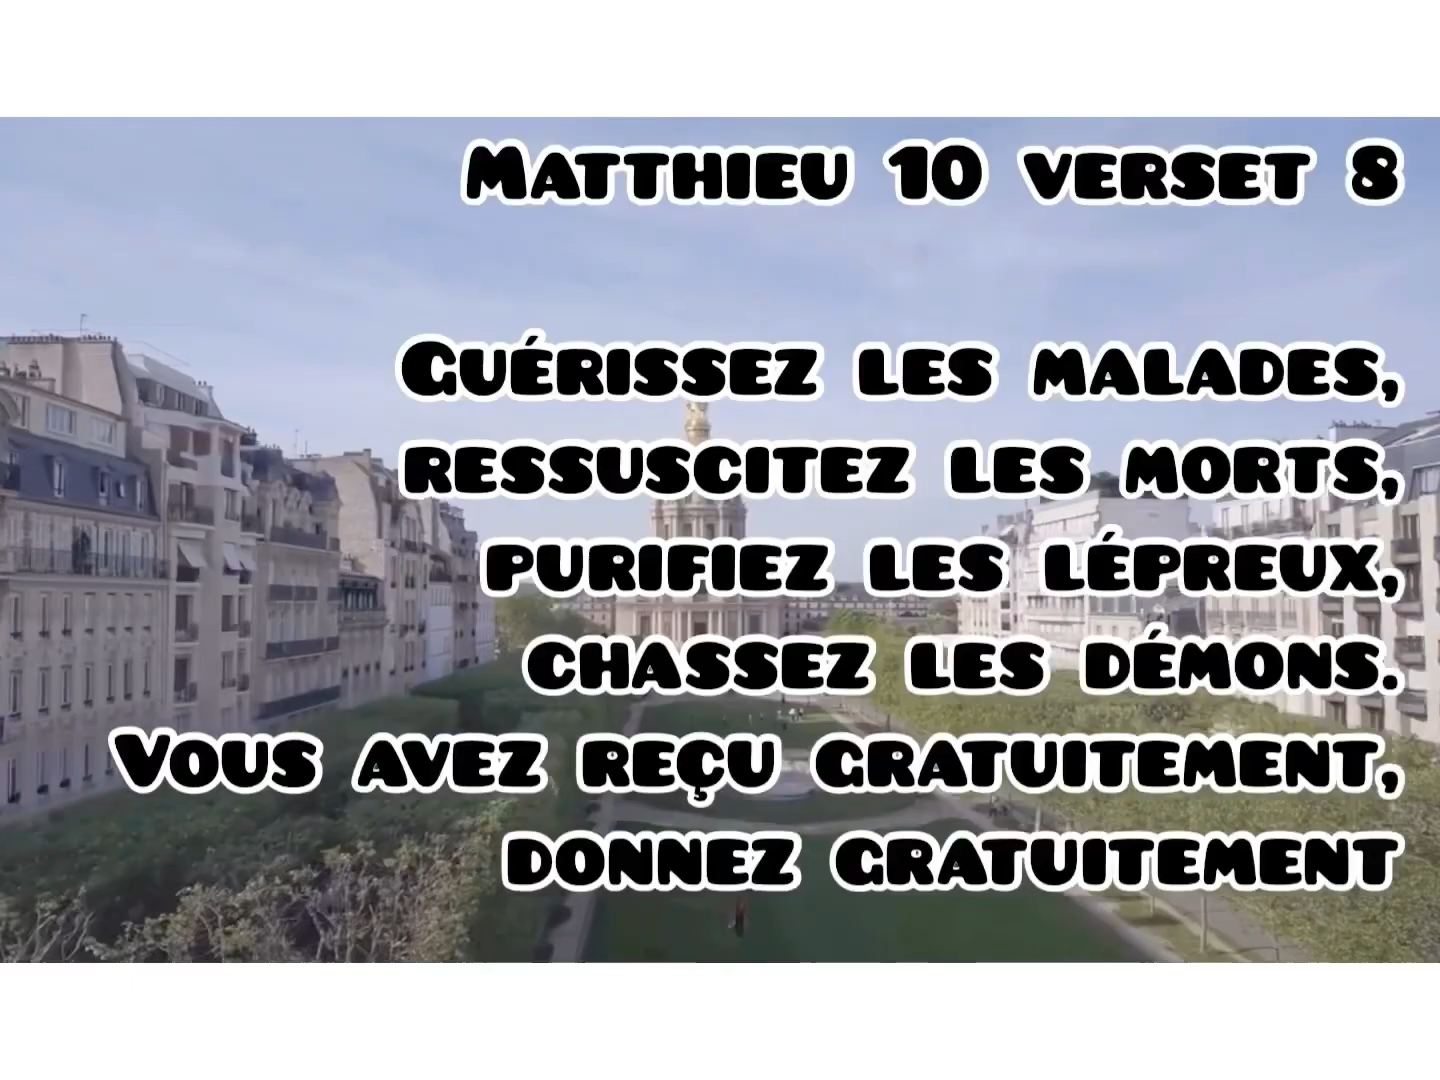 Matthieu 10 verset 8
Guérissez les malades,
ressuscitez les morts,
purifiez les lépreux,
chassez les démons.
Vous avez reçu gratuitement,
donnez gratuitement